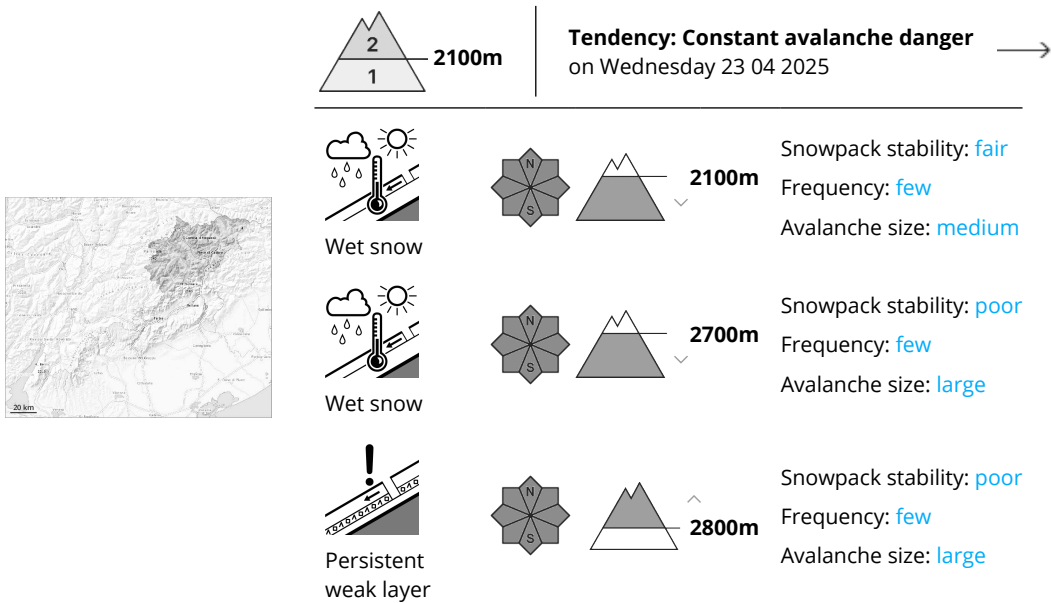 2
1
2100m
Tendency: Constant avalanche danger
on Wednesday 23 04 2025
N
S
2100m
Snowpack stability: fair
Frequency: few
Avalanche size: medium
Wet snow
N
S
2700m
Snowpack stability: poor
Frequency: few
Avalanche size: large
Wet snow
N
S
2800m
Snowpack stability: poor
Frequency: few
Avalanche size: large
Persistent
weak layer
20 km